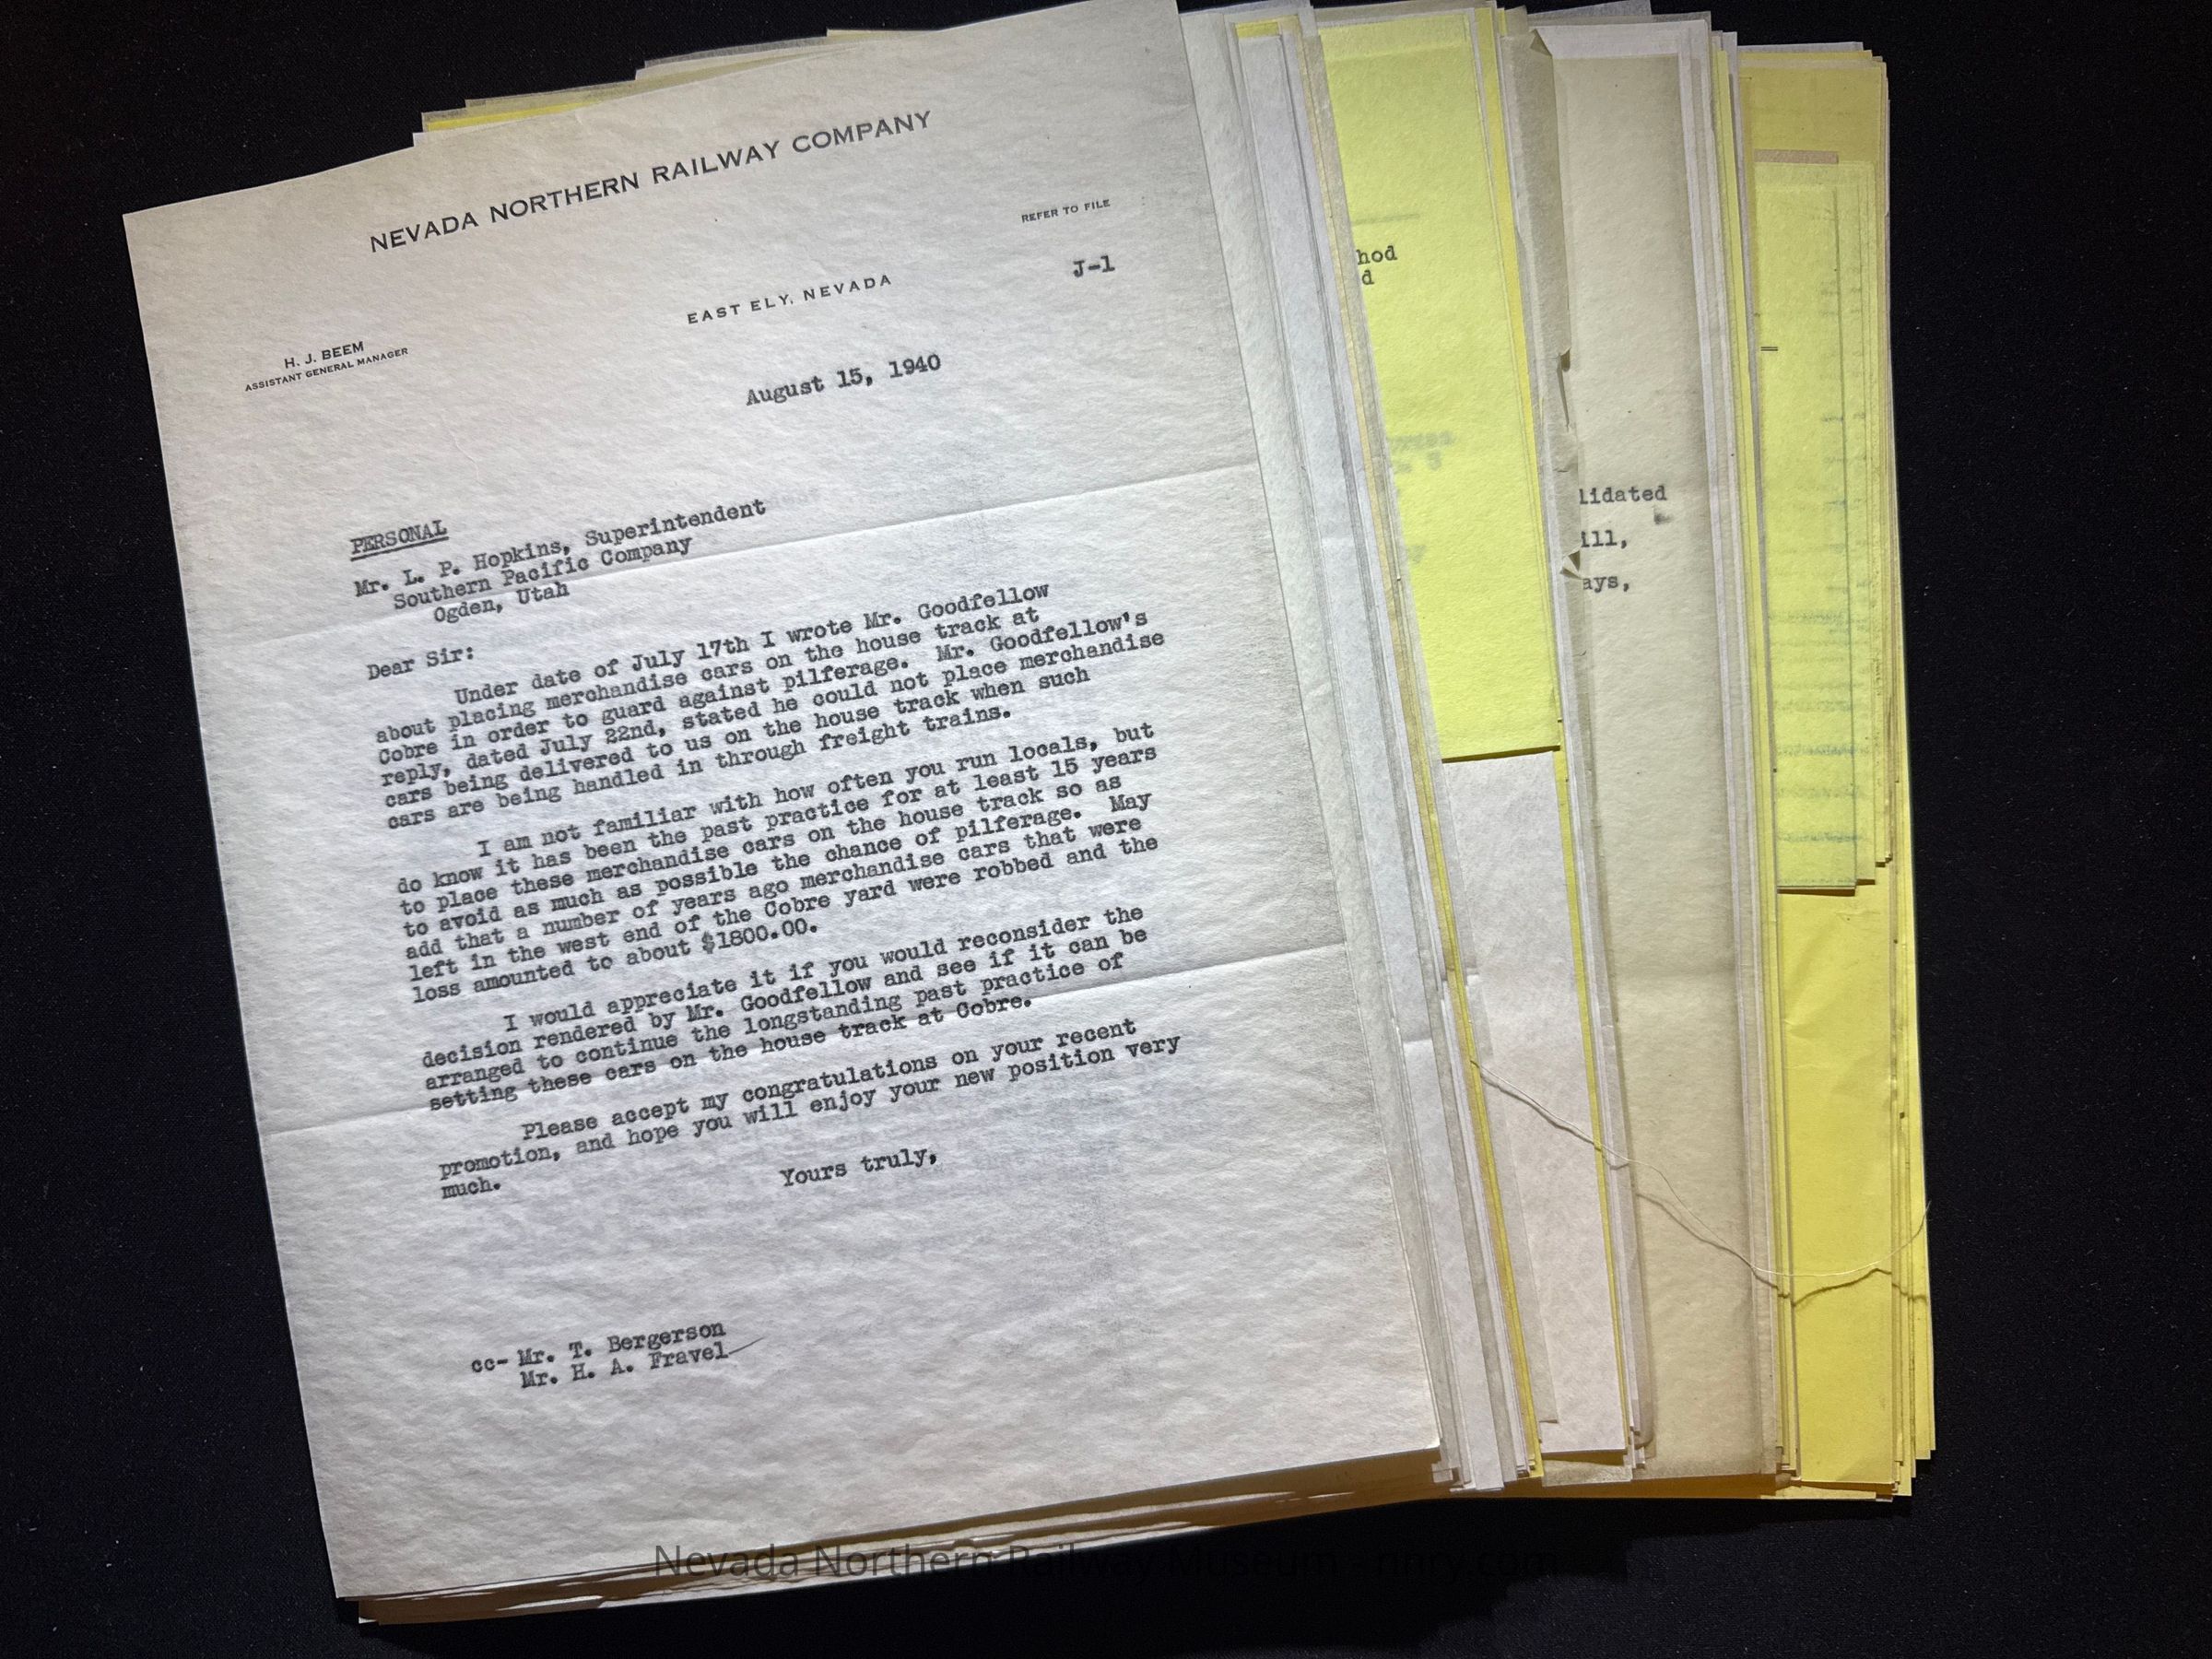 NEVADA NORTHERN RAILWAY COMPANY
REFER TO FILE
J-1
EAST ELY, NEVADA
H. J. BEEM
ASSISTANT GENERAL MANAGER
August 15, 1940
PERSONAL
Mr. L. P. Hopkins, Superintendent
Southern Pacific Company
Ogden, Utah
Dear Sir:
Under date of July 17th I wrote Mr. Goodfellow
about placing merchandise cars on the house track at
Cobre in order to guard against pilferage. Mr. Goodfellow's
reply, dated July 22nd, stated he could not place merchandise
cars being delivered to us on the house track when such
cars are being handled in through freight trains.
I am not familiar with how often you run locals, but
do know it has been the past practice for at least 15 years
to place these merchandise cars on the house track so as
to avoid as much as possible the chance of pilferage. May
add that a number of years ago merchandise cars that were
left in the west end of the Cobre yard were robbed and the
loss amounted to about $1800.00.
I would appreciate it if you would reconsider the
decision rendered by Mr. Goodfellow and see if it can be
arranged to continue the longstanding past practice of
setting these cars on the house track at Cobre.
Please accept my congratulations on your recent
promotion, and hope you will enjoy your new position very
much.
Yours truly,
cc- Mr. T. Bergerson
Mr. H. A. Fravel
hod
d
lidated
ill,
ays,
Nevada Northern Railway Museum